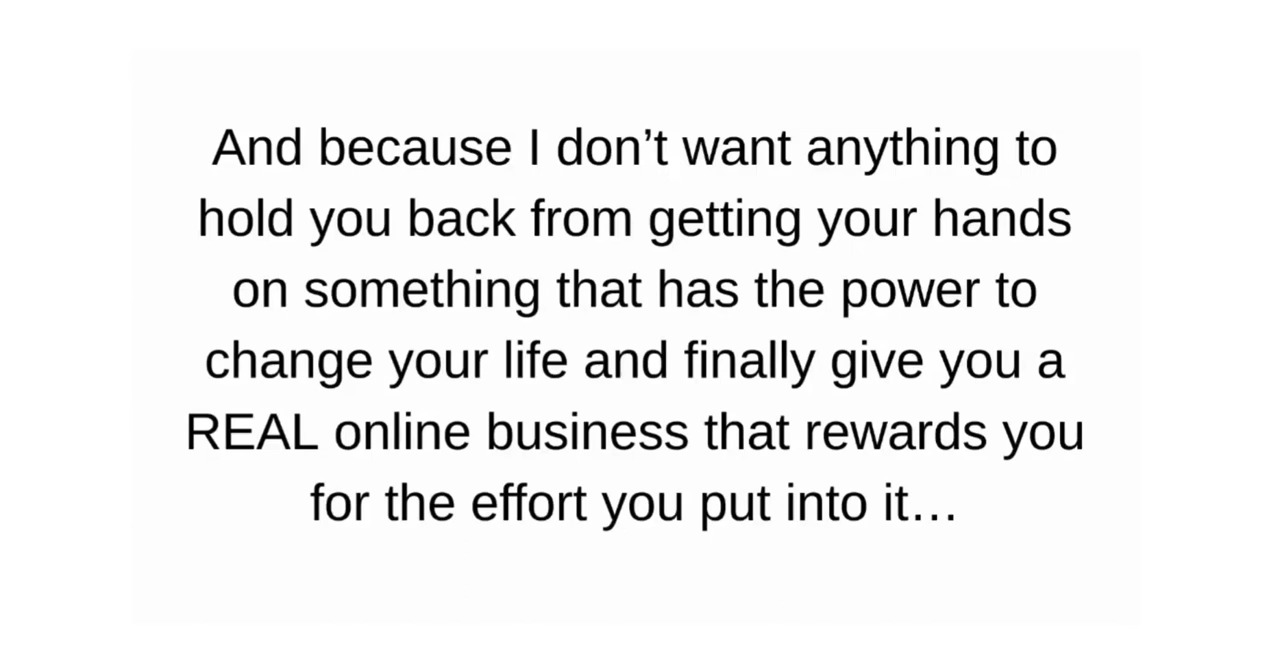 And because I don’t want anything to
hold you back from getting your hands
on something that has the power to
change your life and finally give you a
REAL online business that rewards you
for the effort you put into it…